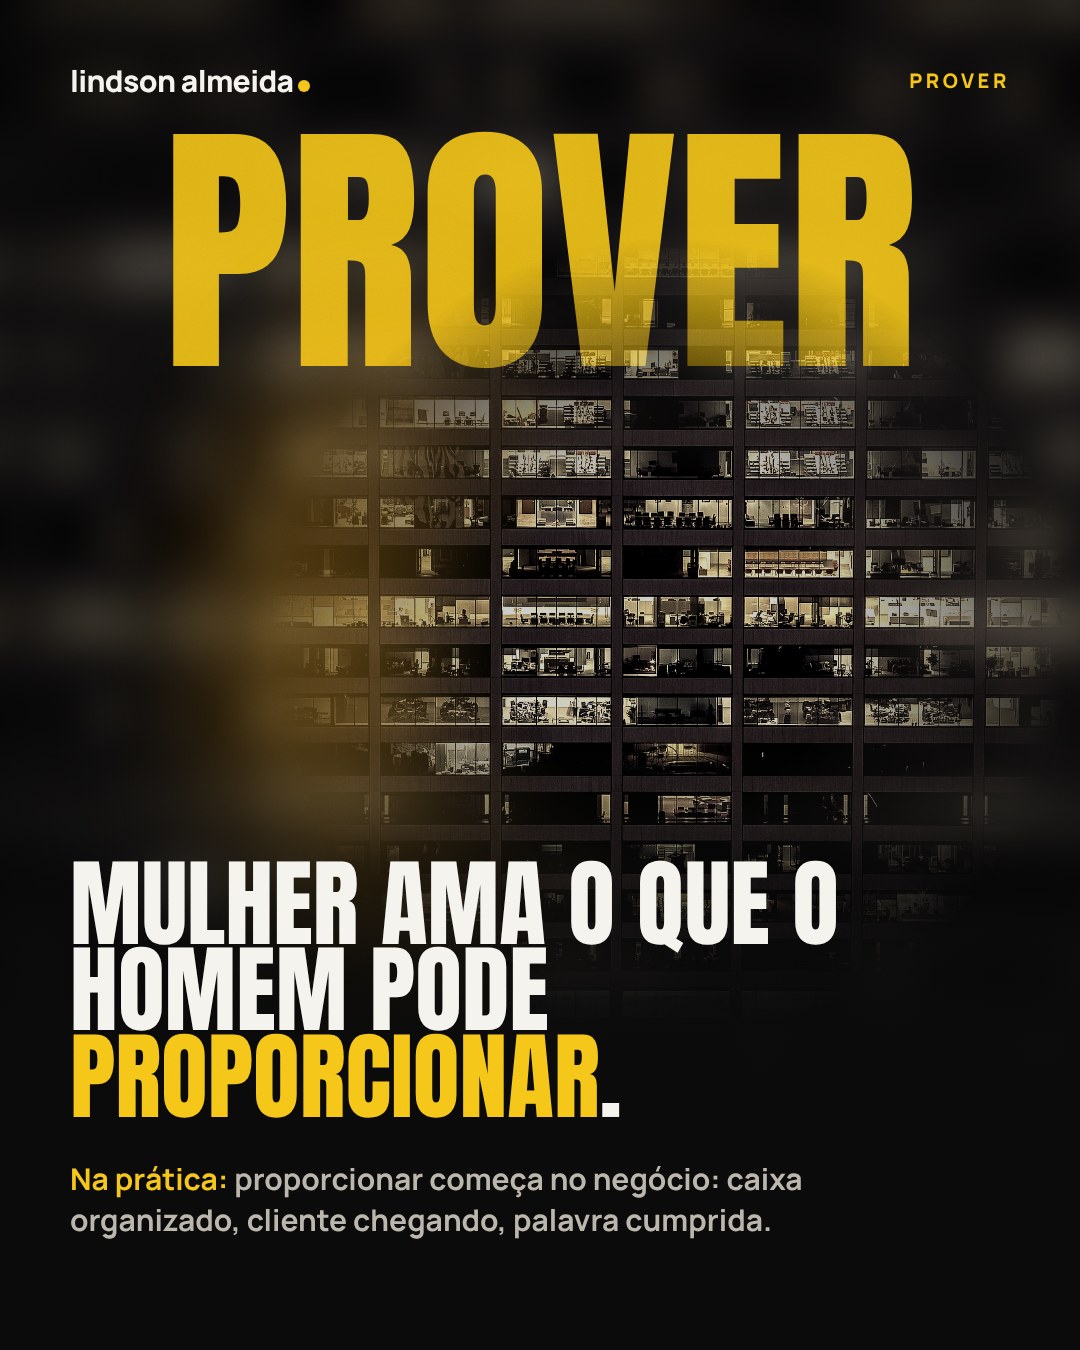 lindson almeida
PROVER
PROVER
MULHER AMA O QUE O
HOMEM PODE
PROPORCIONAR.
Na prática: proporcionar começa no negócio: caixa
organizado, cliente chegando, palavra cumprida.